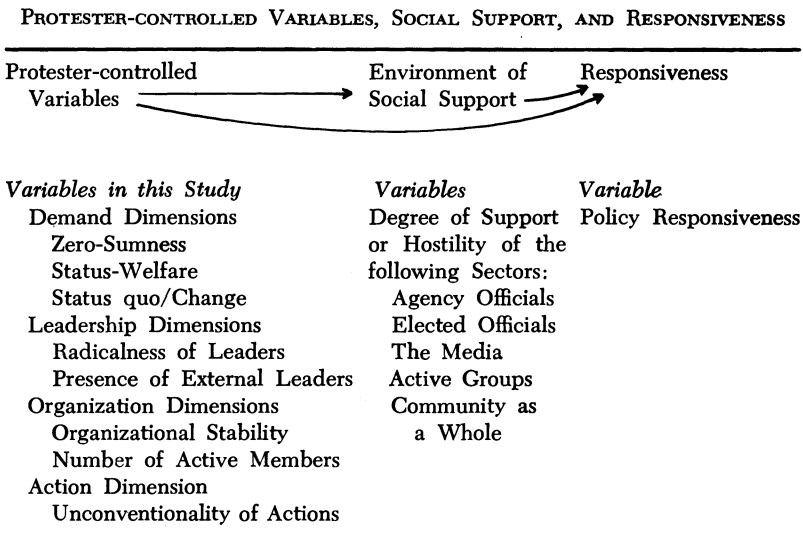 PROTESTER-CONTROLLED VARIABLES, SOCIAL SUPPORT, AND RESPONSIVENESS
Protester-controlled
Variables
Environment of
Social Support
Responsiveness
Variables in this Study
Demand Dimensions
Zero-Sumness
Status-Welfare
Status quo/Change
Leadership Dimensions
Radicalness of Leaders
Presence of External Leaders
Organization Dimensions
Organizational Stability
Number of Active Members
Action Dimension
Unconventionality of Actions
Variables
Degree of Support
or Hostility of the
following Sectors:
Agency Officials
Elected Officials
The Media
Active Groups
Community as
a Whole
Variable
Policy Responsiveness